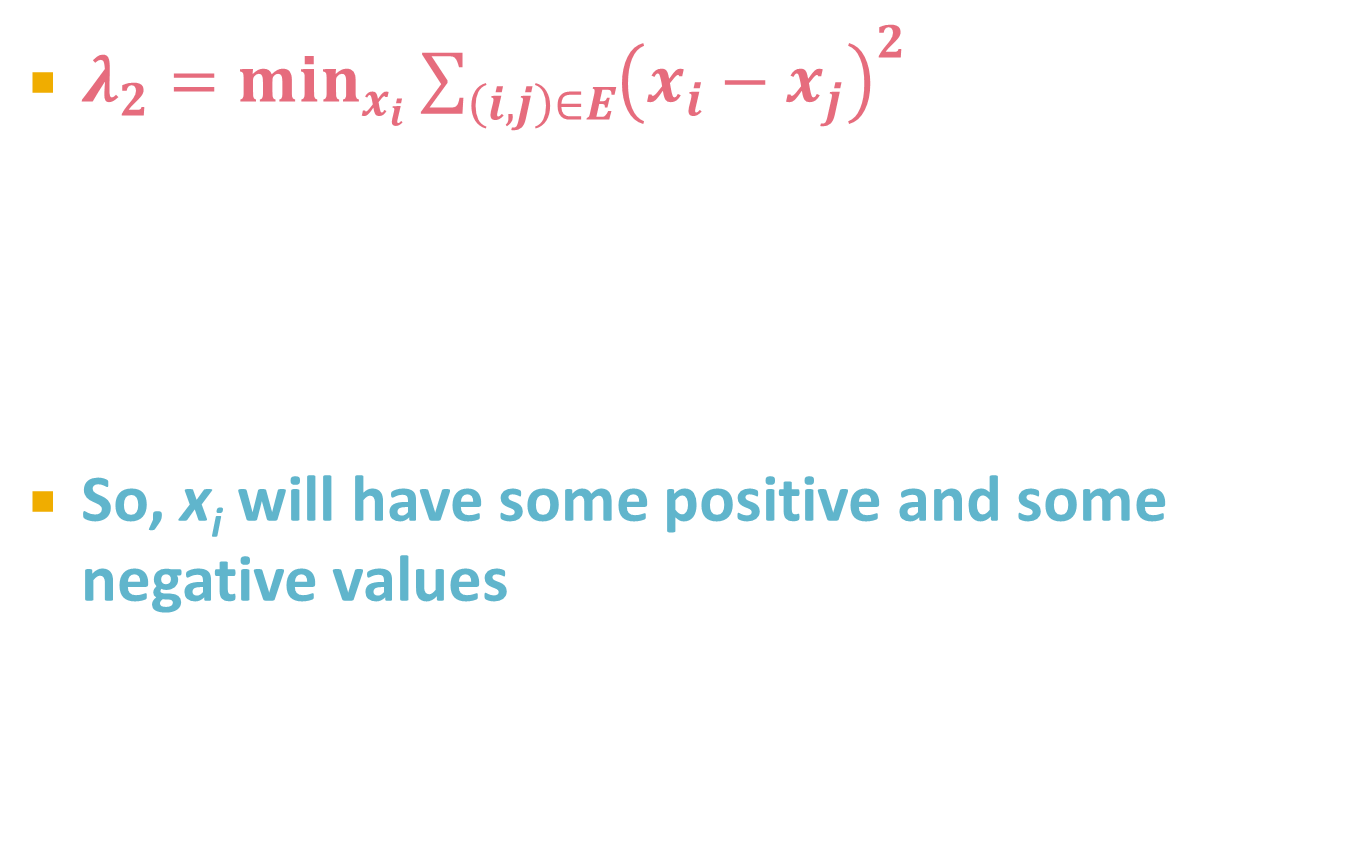 ▪ λ₂ = min_{x_i} ∑_{(i,j)∈E} (x_i − x_j)²
▪ So, x_i will have some positive and some
negative values